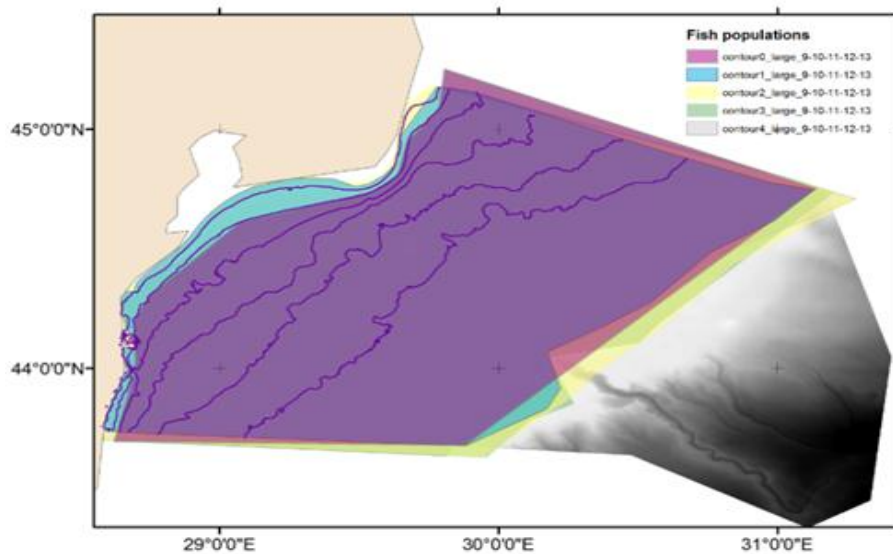 Fish populations
contour0_large_9-10-11-12-13
contour1_large_9-10-11-12-13
contour2_large_9-10-11-12-13
contour3_large_9-10-11-12-13
contour4_large_9-10-11-12-13
45°0'0"N
44°0'0"N
29°0'0"E
30°0'0"E
31°0'0"E